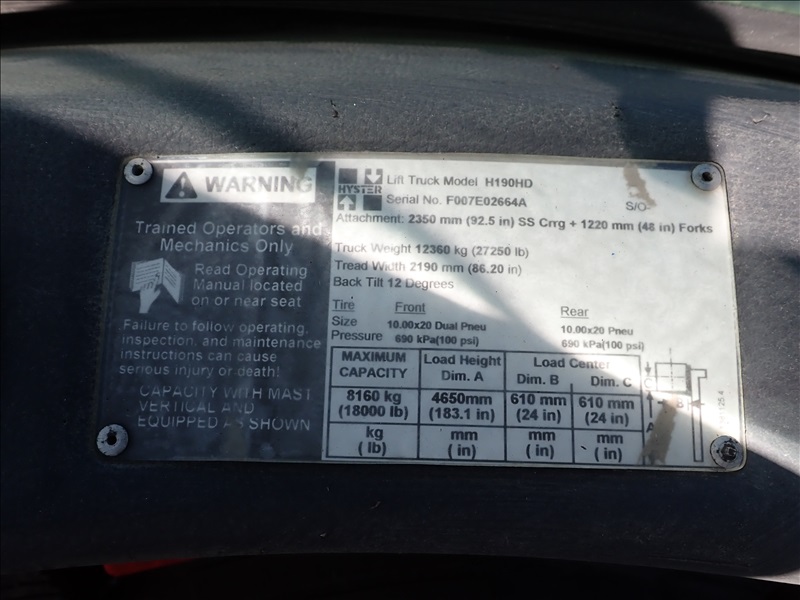 WARNING
Trained Operators and
Mechanics Only
Read Operating
Manual located
on or near seat
Failure to follow operating,
inspection, and maintenance
instructions can cause
serious injury or death!
CAPACITY WITH MAST
VERTICAL AND
EQUIPPED AS SHOWN
HYSTER
Lift Truck Model H190HD
Serial No. F007E02664A S/O
Attachment: 2350 mm (92.5 in) SS Crrg + 1220 mm (48 in) Forks
Truck Weight 12360 kg (27250 lb)
Tread Width 2190 mm (86.20 in)
Back Tilt 12 Degrees
Tire Front Rear
Size 10.00x20 Dual Pneu 10.00x20 Pneu
Pressure 690 kPa(100 psi) 690 kPa(100 psi)
MAXIMUM CAPACITY Load Height Dim. A Load Center Dim. B Dim. C
8160 kg 4650mm 610 mm 610 mm
(18000 lb) (183.1 in) (24 in) (24 in)
kg mm mm mm
( lb) ( in) ( in) ( in)
C
B
A